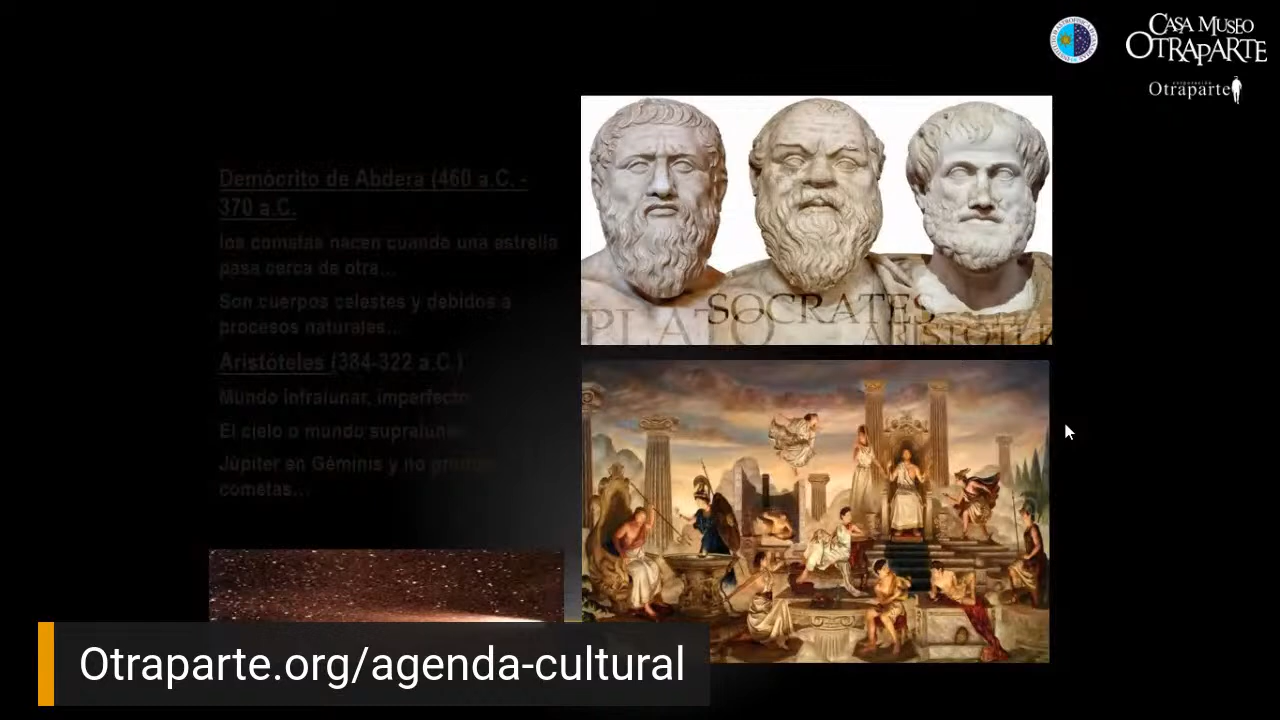 CASA MUSEO
OTRAPARTE
Otraparte
Demócrito de Abdera (460 a.C. -
370 a.C.
los cometas nacen cuando una estrella
pasa cerca de otra...
Son cuerpos celestes y debidos a
procesos naturales...
Aristóteles (384-322 a.C.)
Mundo infralunar, imperfecto
El cielo o mundo supralunar
Júpiter en Géminis y no
cometas...
PLATO
SOCRATES
Otraparte.org/agenda-cultural